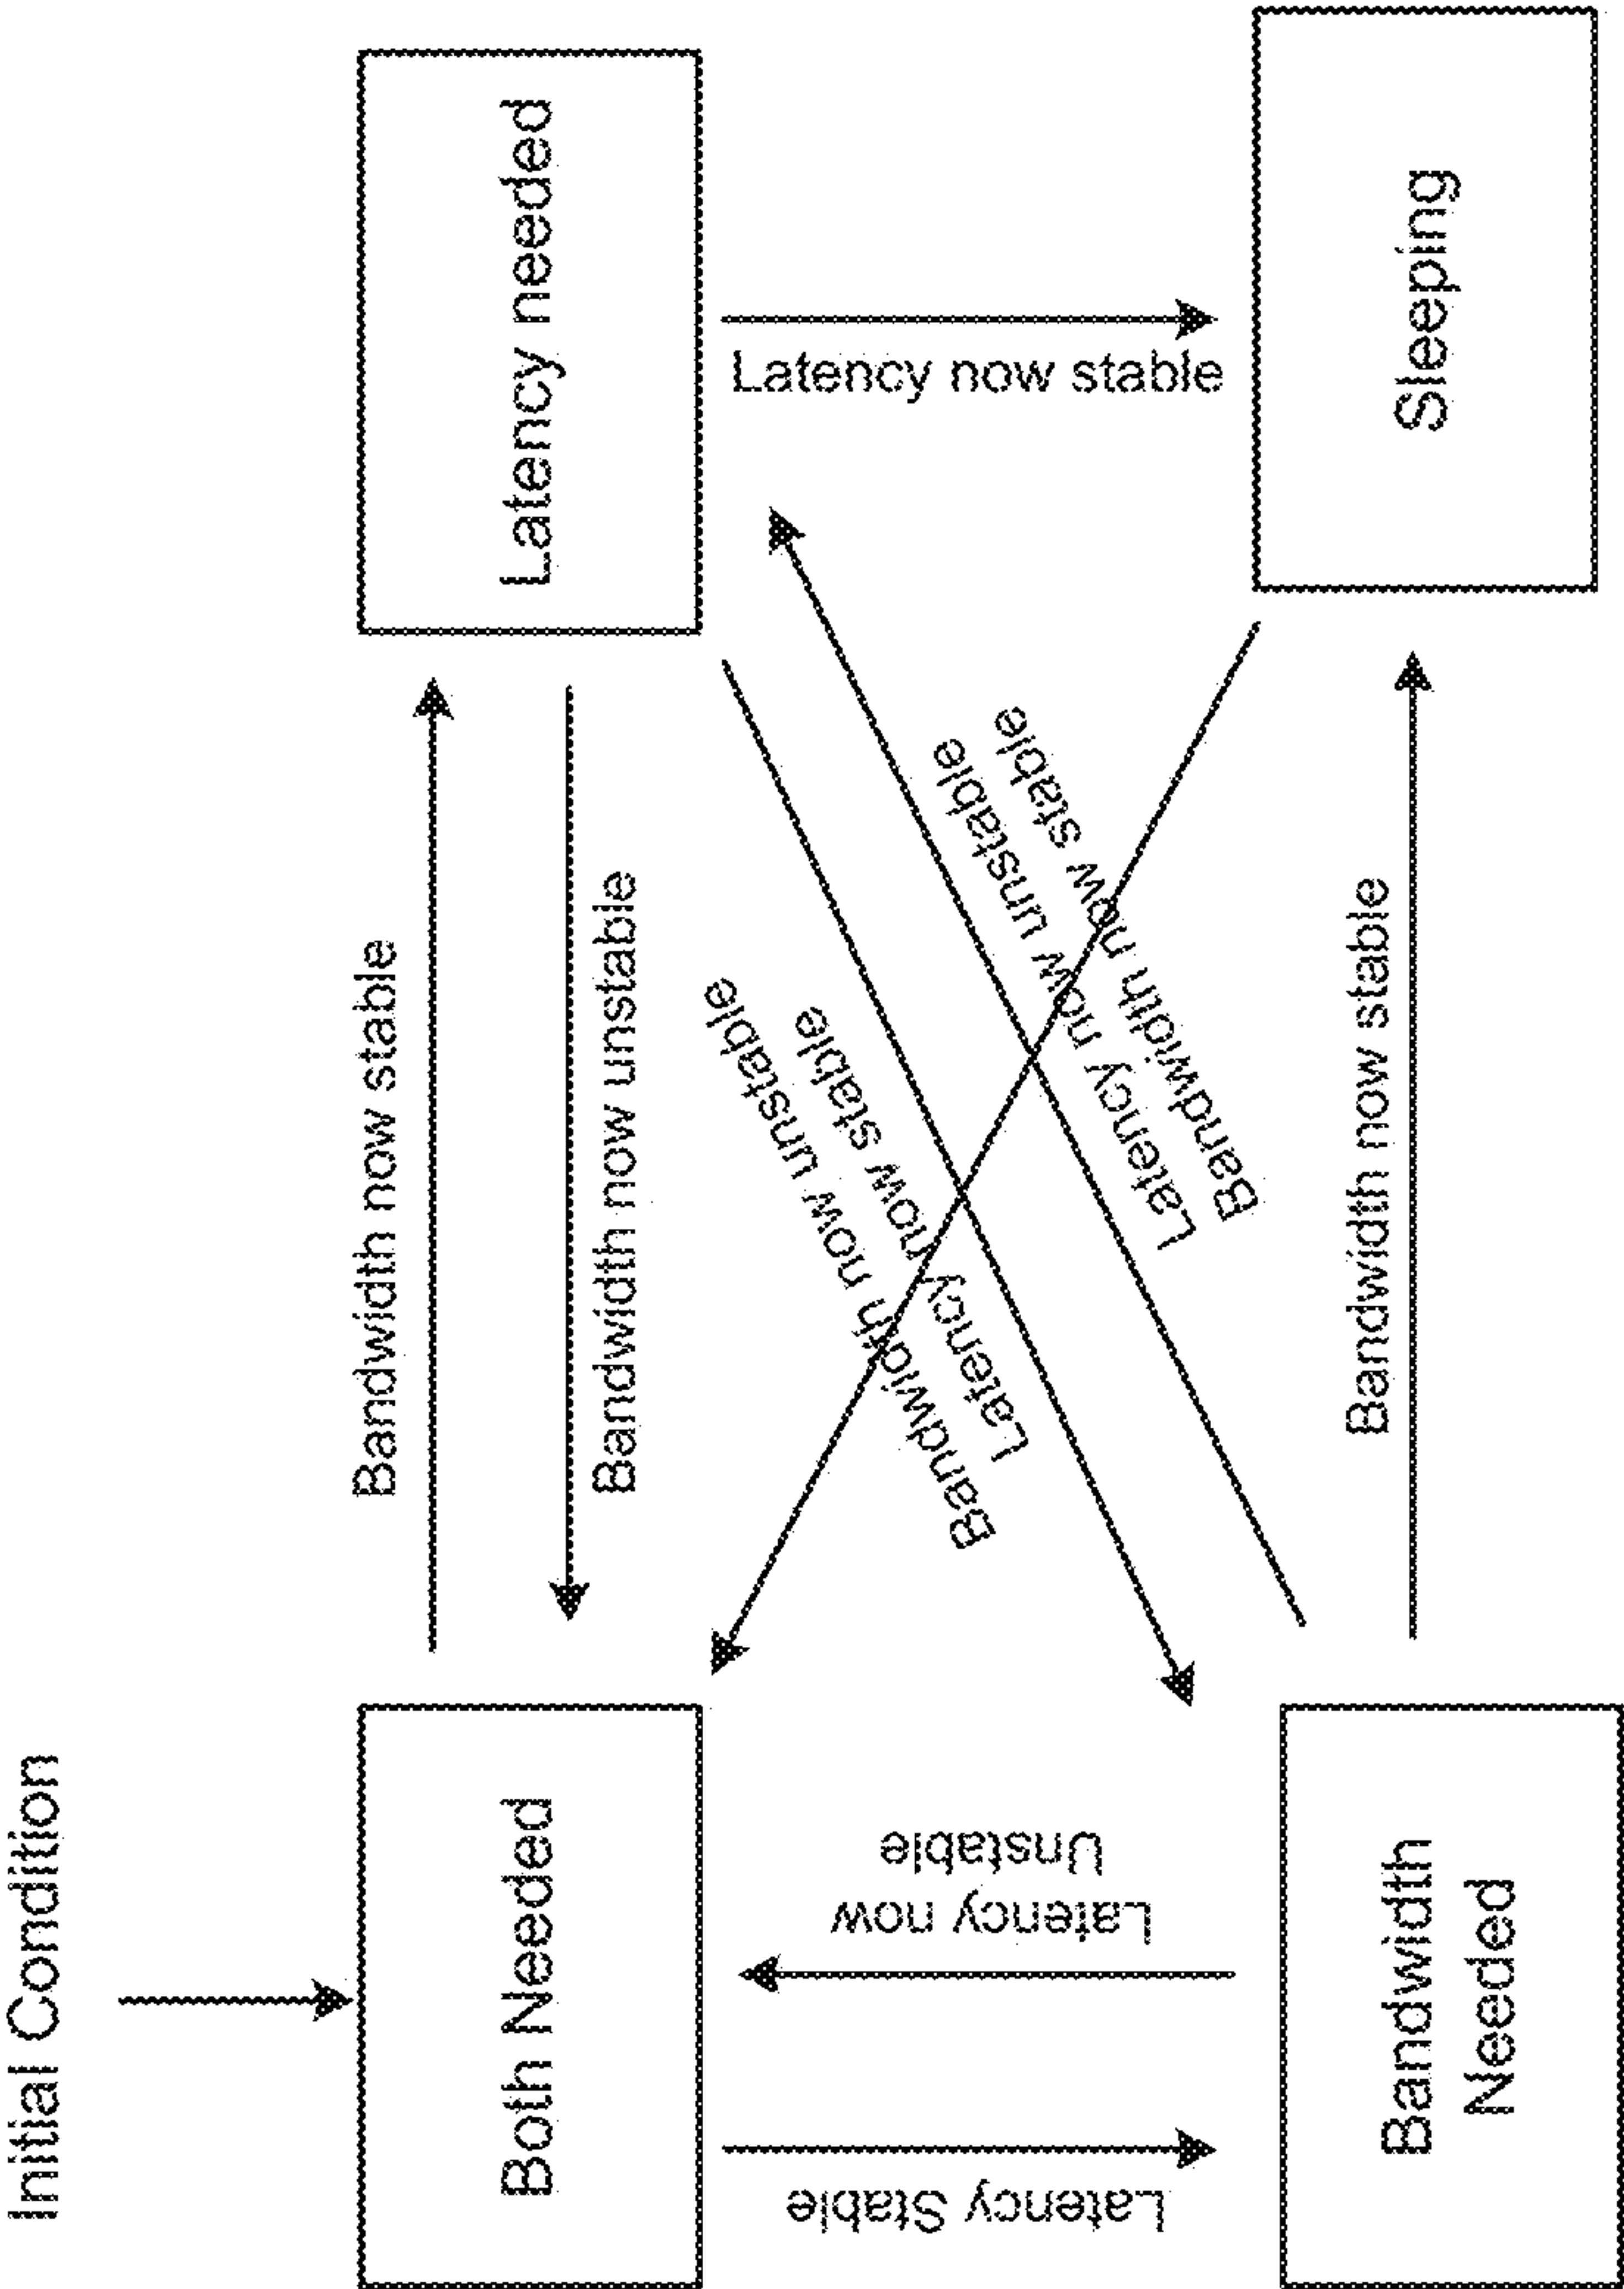 Initial Condition
Both Needed
Bandwidth now stable
Bandwidth now unstable
Latency needed
Latency Stable
Latency now
Unstable
Bandwidth now unstable
Latency now stable
Latency now unstable
Bandwidth now stable
Latency now stable
Bandwidth
Needed
Bandwidth now stable
Sleeping